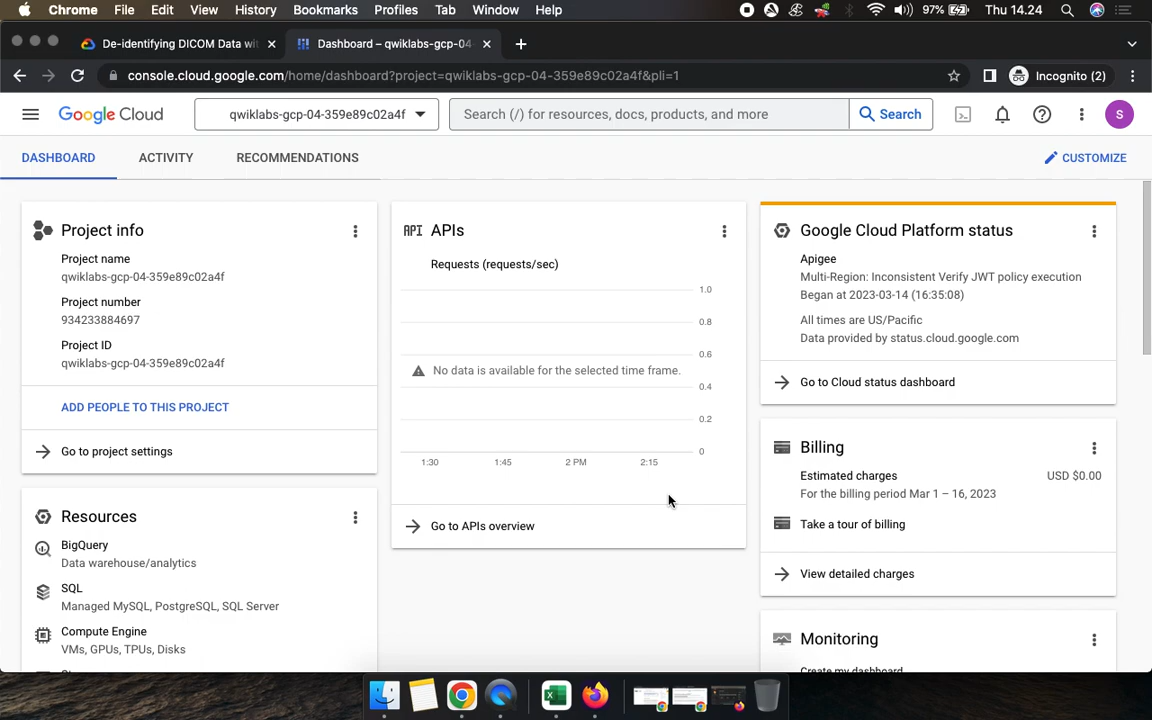 Chrome File Edit View History Bookmarks Profiles Tab Window Help 97% Thu 14.24
De-identifying DICOM Data wit Dashboard – qwiklabs-gcp-04
console.cloud.google.com/home/dashboard?project=qwiklabs-gcp-04-359e89c02a4f&pli=1 Incognito (2)
Google Cloud qwiklabs-gcp-04-359e89c02a4f Search (/) for resources, docs, products, and more Search S
DASHBOARD ACTIVITY RECOMMENDATIONS CUSTOMIZE
Project info
Project name
qwiklabs-gcp-04-359e89c02a4f
Project number
934233884697
Project ID
qwiklabs-gcp-04-359e89c02a4f
ADD PEOPLE TO THIS PROJECT
Go to project settings
Resources
BigQuery
Data warehouse/analytics
SQL
Managed MySQL, PostgreSQL, SQL Server
Compute Engine
VMs, GPUs, TPUs, Disks
API APIs
Requests (requests/sec)
1.0
0.8
0.6
No data is available for the selected time frame.
0.4
0.2
0
1:30 1:45 2 PM 2:15
Go to APIs overview
Google Cloud Platform status
Apigee
Multi-Region: Inconsistent Verify JWT policy execution
Began at 2023-03-14 (16:35:08)
All times are US/Pacific
Data provided by status.cloud.google.com
Go to Cloud status dashboard
Billing
Estimated charges USD $0.00
For the billing period Mar 1 – 16, 2023
Take a tour of billing
View detailed charges
Monitoring
Create my dashboard